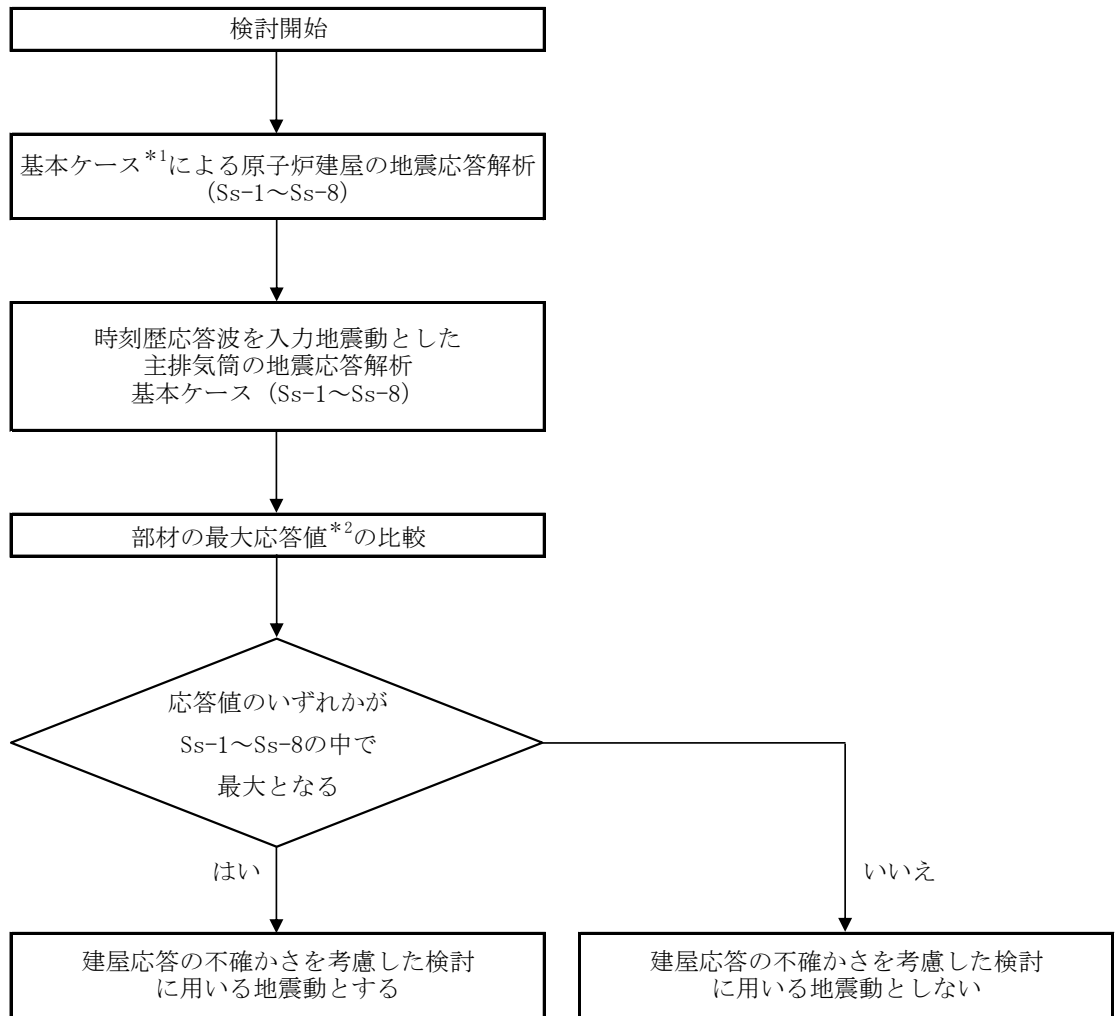 検討開始
基本ケース*1による原子炉建屋の地震応答解析
(Ss-1～Ss-8)
時刻歴応答波を入力地震動とした
主排気筒の地震応答解析
基本ケース (Ss-1～Ss-8)
部材の最大応答値*2の比較
応答値のいずれかが
Ss-1～Ss-8の中で
最大となる
はい
いいえ
建屋応答の不確かさを考慮した検討
に用いる地震動とする
建屋応答の不確かさを考慮した検討
に用いる地震動としない